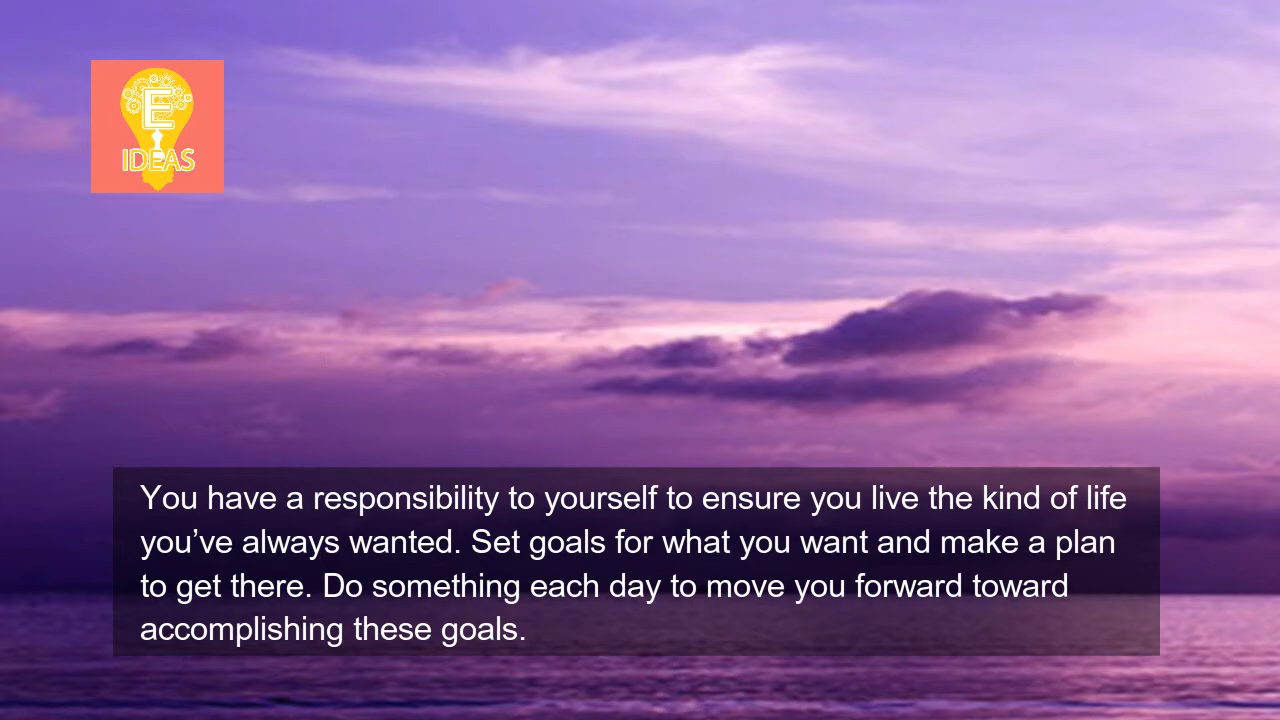 E
IDEAS
You have a responsibility to yourself to ensure you live the kind of life
you’ve always wanted. Set goals for what you want and make a plan
to get there. Do something each day to move you forward toward
accomplishing these goals.